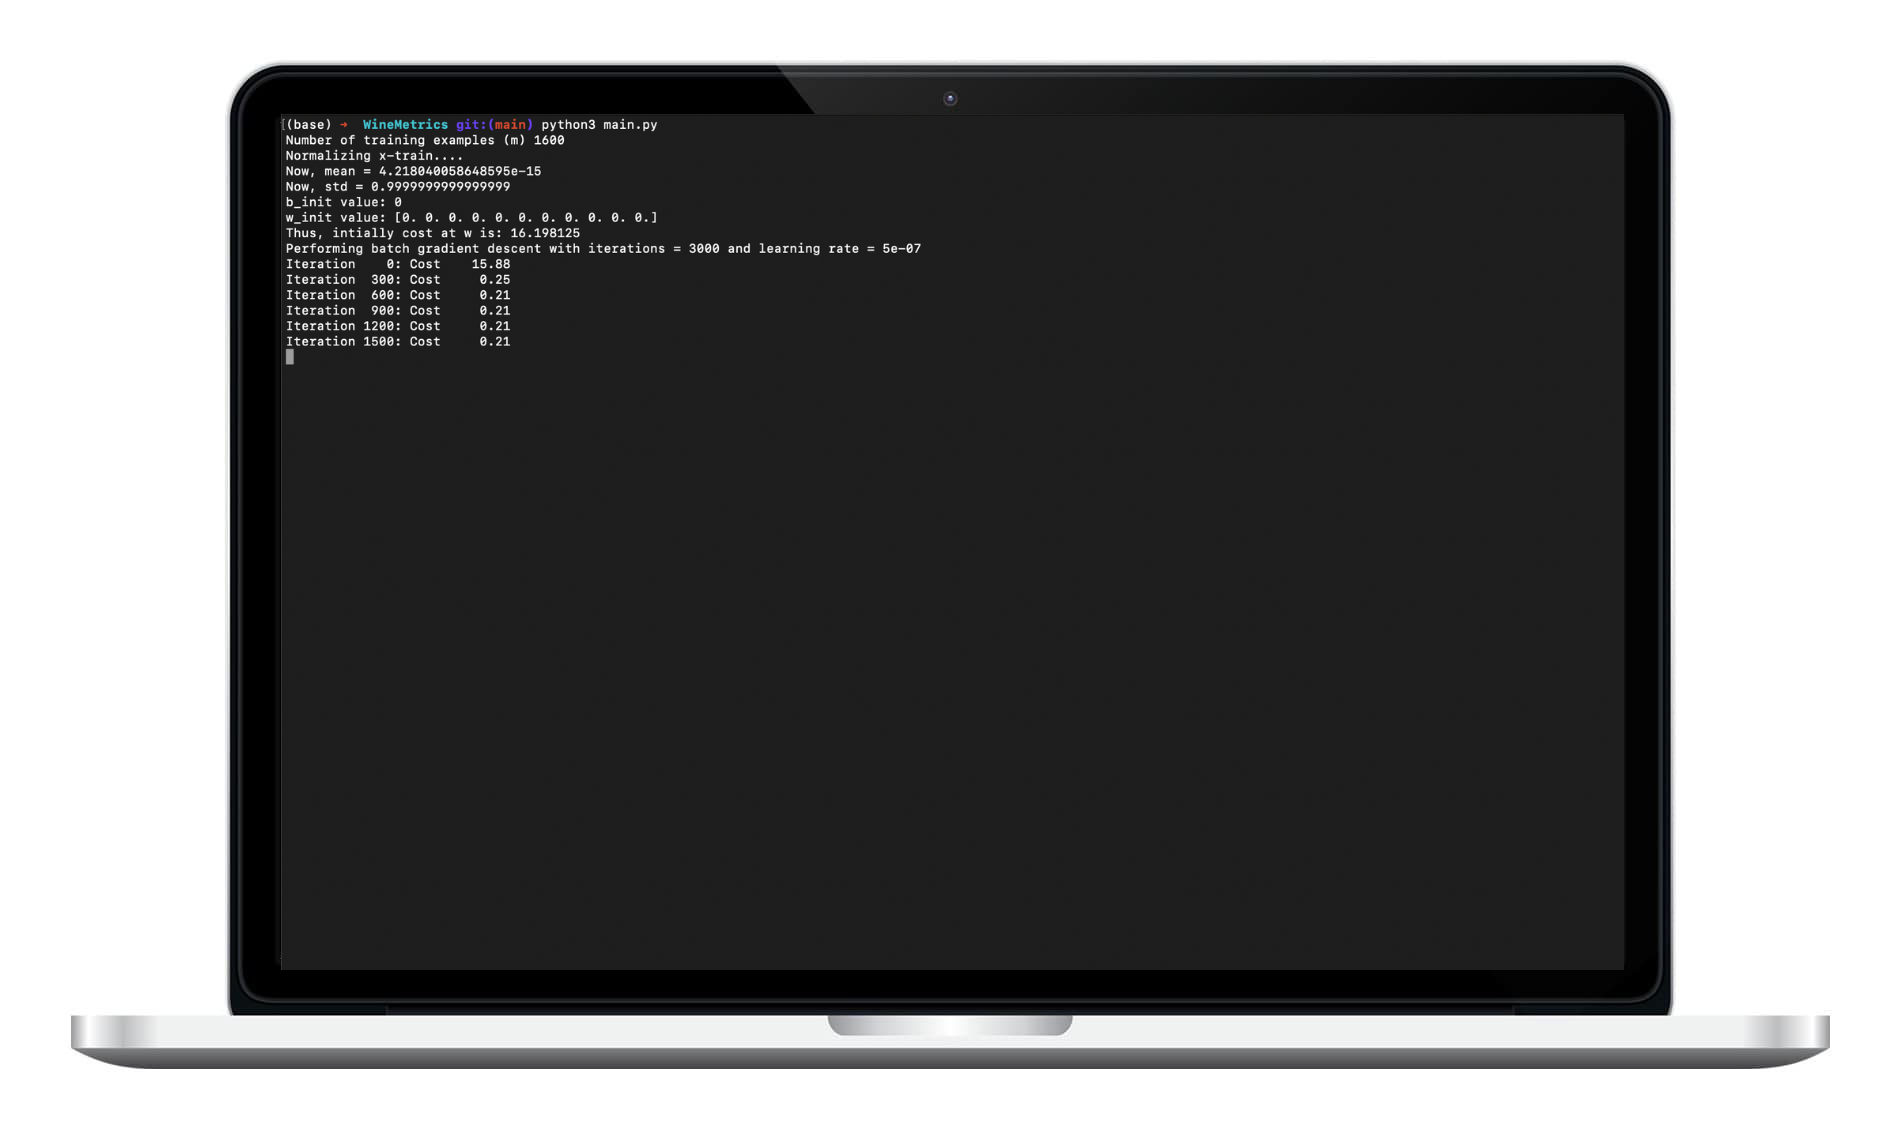 (base) ➜  WineMetrics git:(main) python3 main.py
Number of training examples (m) 1600
Normalizing x-train....
Now, mean = 4.218040058648595e-15
Now, std = 0.9999999999999999
b_init value: 0
w_init value: [0. 0. 0. 0. 0. 0. 0. 0. 0. 0. 0.]
Thus, intially cost at w is: 16.198125
Performing batch gradient descent with iterations = 3000 and learning rate = 5e-07
Iteration    0: Cost    15.88
Iteration  300: Cost     0.25
Iteration  600: Cost     0.21
Iteration  900: Cost     0.21
Iteration 1200: Cost     0.21
Iteration 1500: Cost     0.21